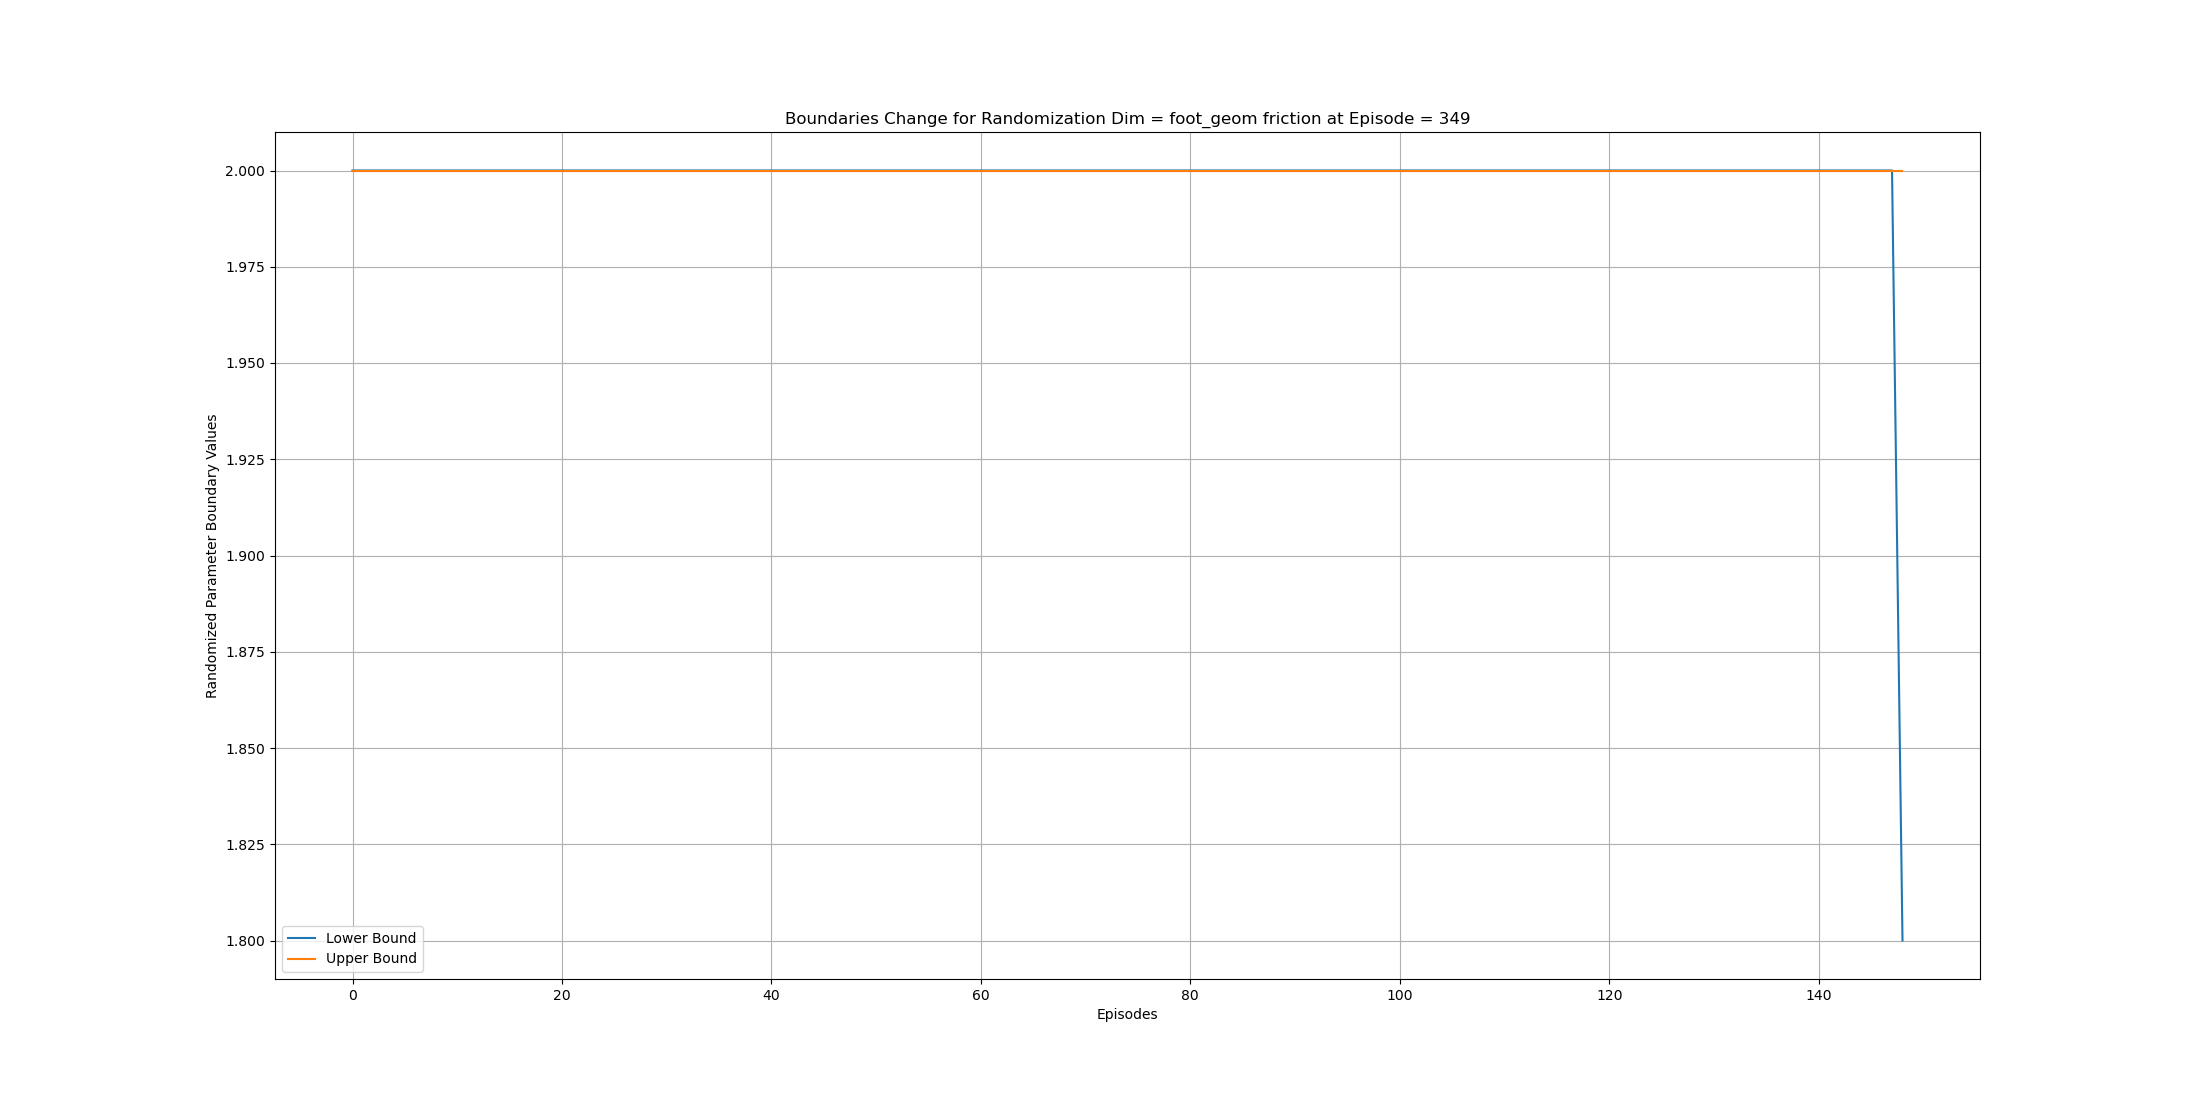 Boundaries Change for Randomization Dim = foot_geom friction at Episode = 349
2.000
1.975
1.950
1.925
1.900
1.875
1.850
1.825
1.800
Randomized Parameter Boundary Values
Lower Bound
Upper Bound
0 20 40 60 80 100 120 140
Episodes